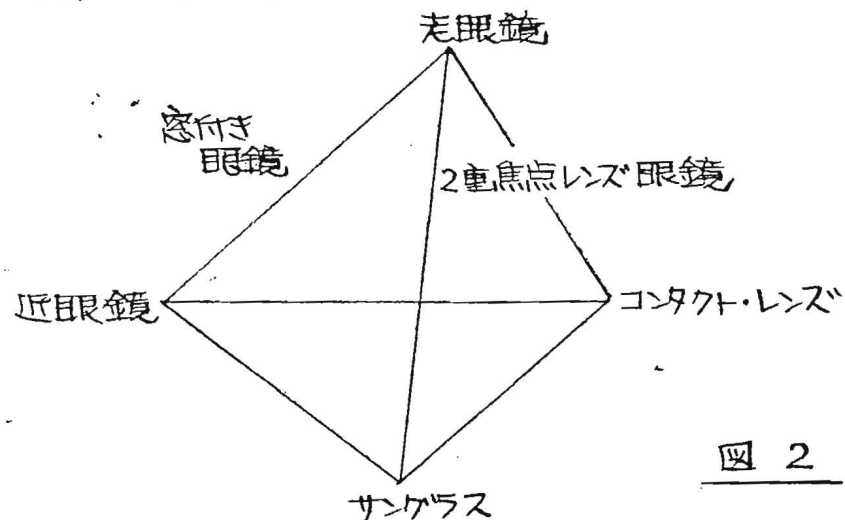 老眼鏡
窓付き
眼鏡
2重焦点レンズ眼鏡
近眼鏡
コンタクト・レンズ
図 2
サングラス